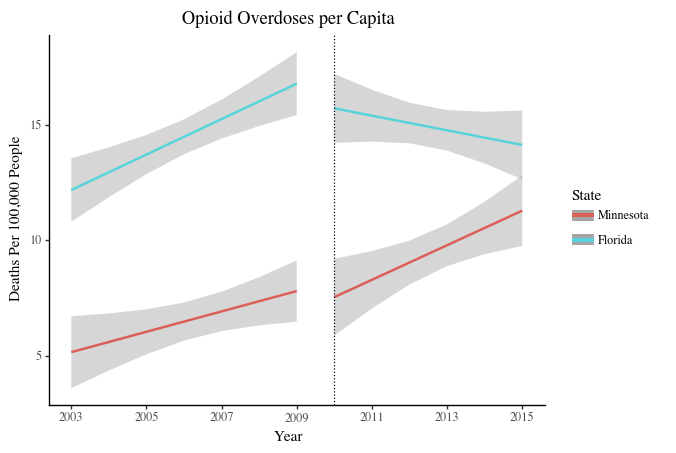 Opioid Overdoses per Capita
Deaths Per 100,000 People
15
10
5
2003 2005 2007 2009 2011 2013 2015
Year
State
Minnesota
Florida